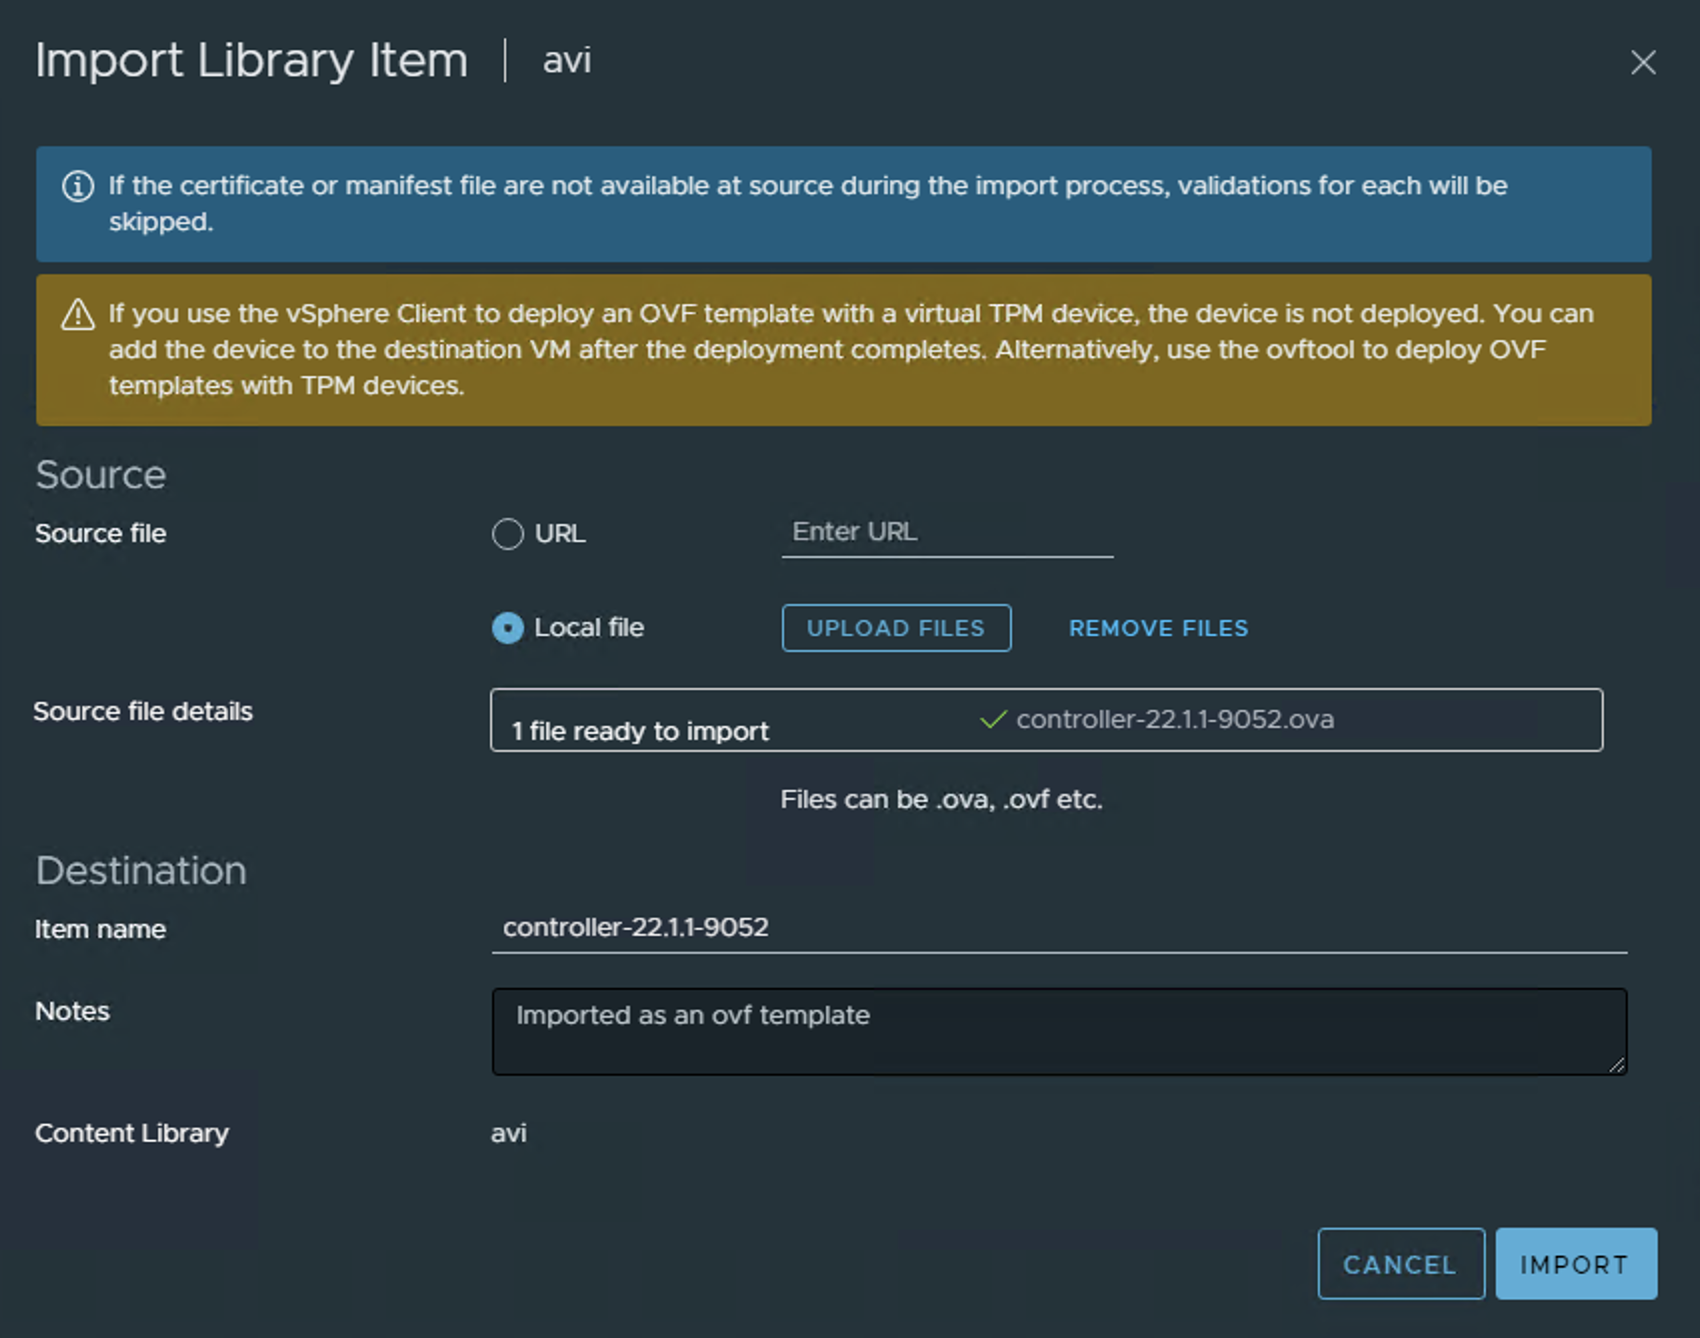 Import Library Item | avi
If the certificate or manifest file are not available at source during the import process, validations for each will be
skipped.
If you use the vSphere Client to deploy an OVF template with a virtual TPM device, the device is not deployed. You can
add the device to the destination VM after the deployment completes. Alternatively, use the ovftool to deploy OVF
templates with TPM devices.
Source
Source file
URL
Enter URL
Local file
UPLOAD FILES
REMOVE FILES
Source file details
1 file ready to import
controller-22.1.1-9052.ova
Files can be .ova, .ovf etc.
Destination
Item name
controller-22.1.1-9052
Notes
Imported as an ovf template
Content Library
avi
CANCEL
IMPORT